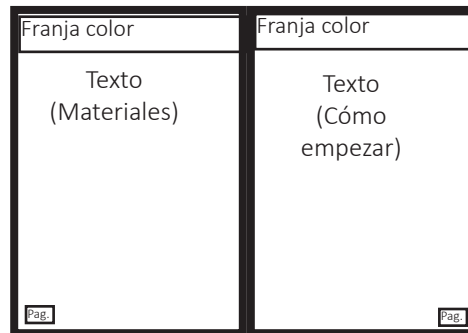 Franja color
Texto
(Materiales)
Pag.
Franja color
Texto
(Cómo
empezar)
Pag.